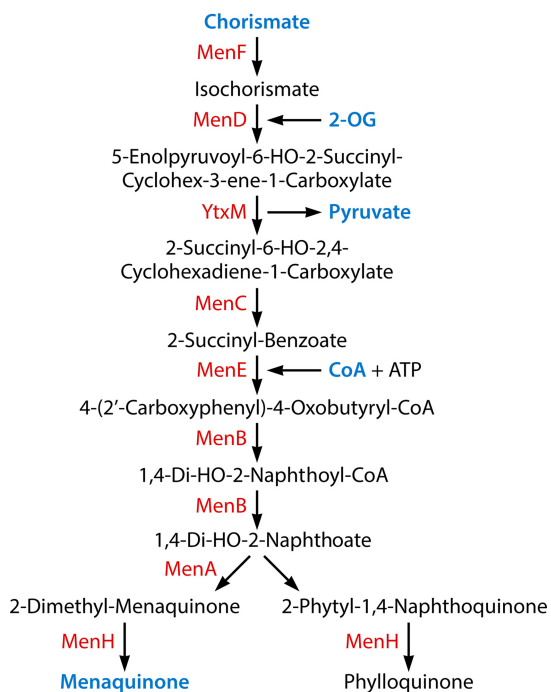 Chorismate
MenF
Isochorismate
MenD
2-OG
5-Enolpyruvoyl-6-HO-2-Succinyl-
Cyclohex-3-ene-1-Carboxylate
YtxM
Pyruvate
2-Succinyl-6-HO-2,4-
Cyclohexadiene-1-Carboxylate
MenC
2-Succinyl-Benzoate
MenE
CoA + ATP
4-(2’-Carboxyphenyl)-4-Oxobutyryl-CoA
MenB
1,4-Di-HO-2-Naphthoyl-CoA
MenB
1,4-Di-HO-2-Naphthoate
MenA
2-Dimethyl-Menaquinone
2-Phytyl-1,4-Naphthoquinone
MenH
MenH
Menaquinone
Phylloquinone